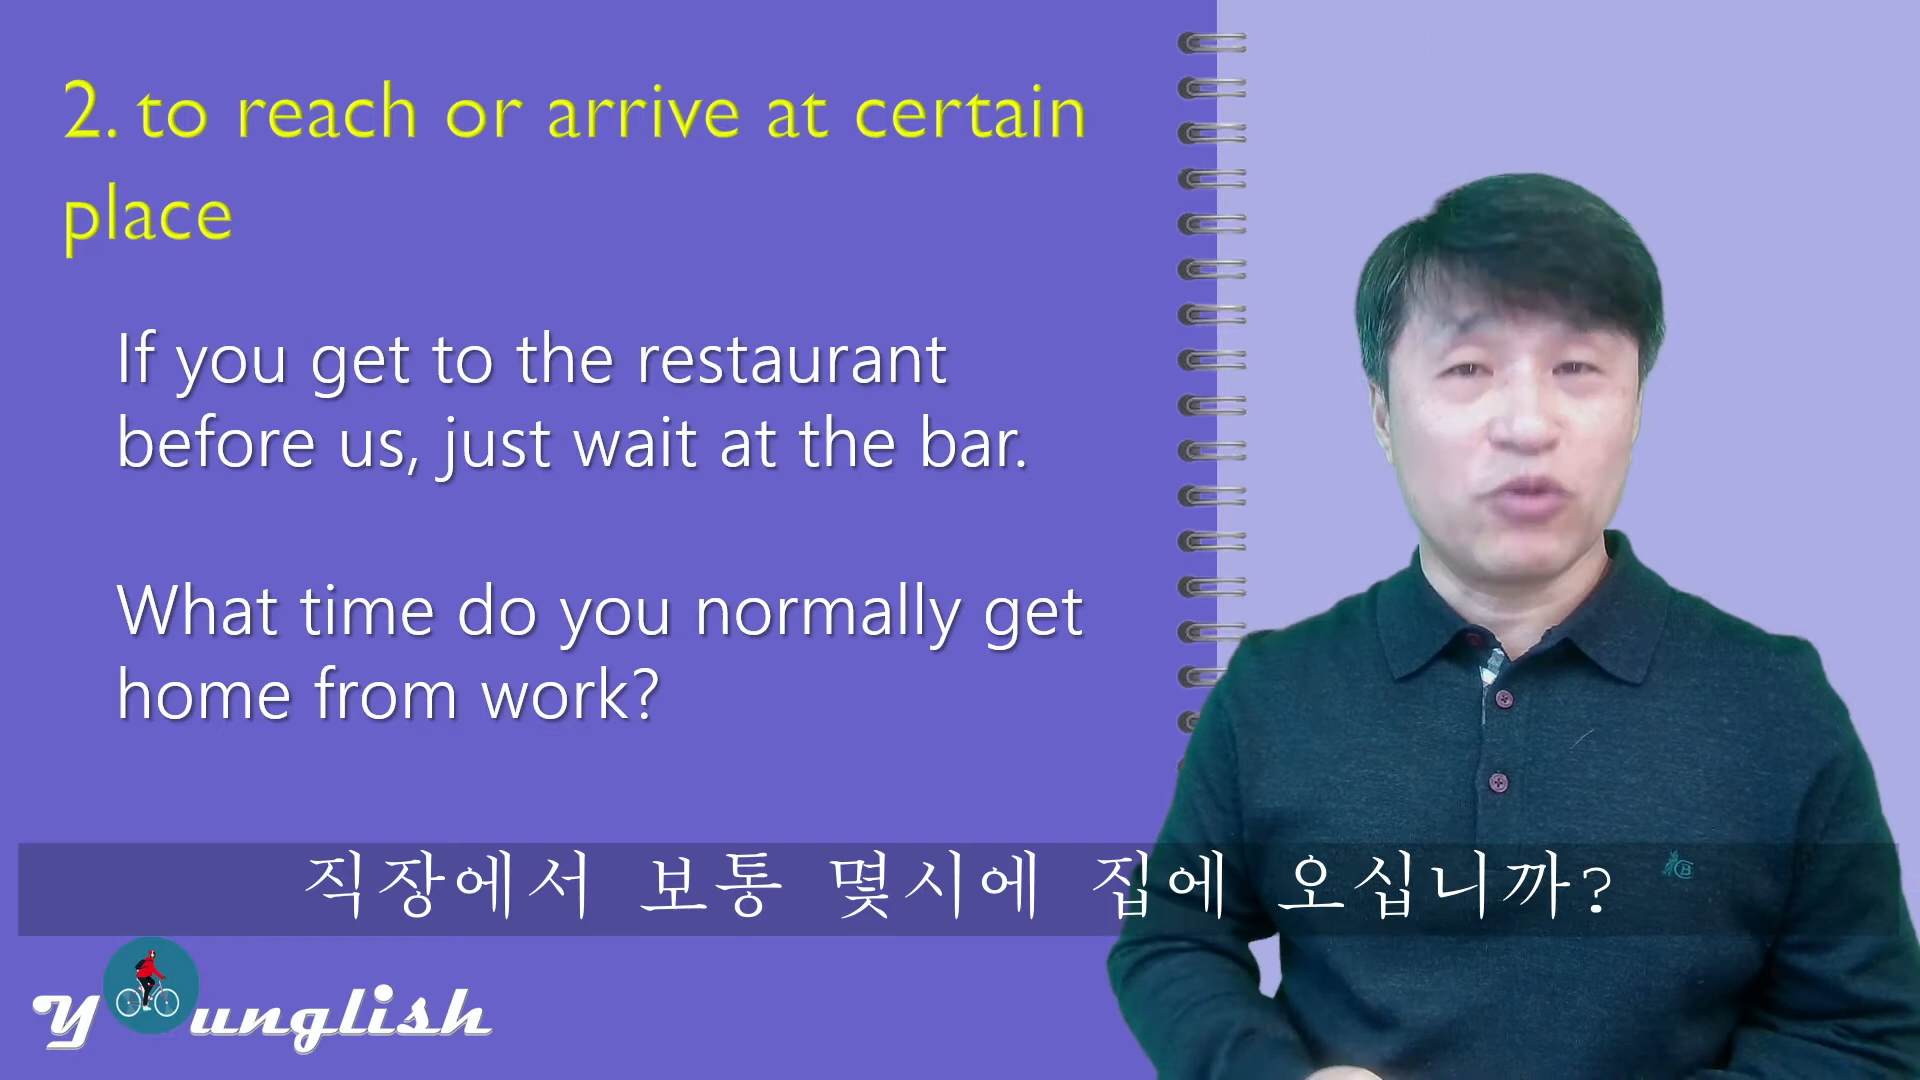 2. to reach or arrive at certain
place
If you get to the restaurant
before us, just wait at the bar.
What time do you normally get
home from work?
직장에서 보통 몇시에 집에 오십니까?
Younglish